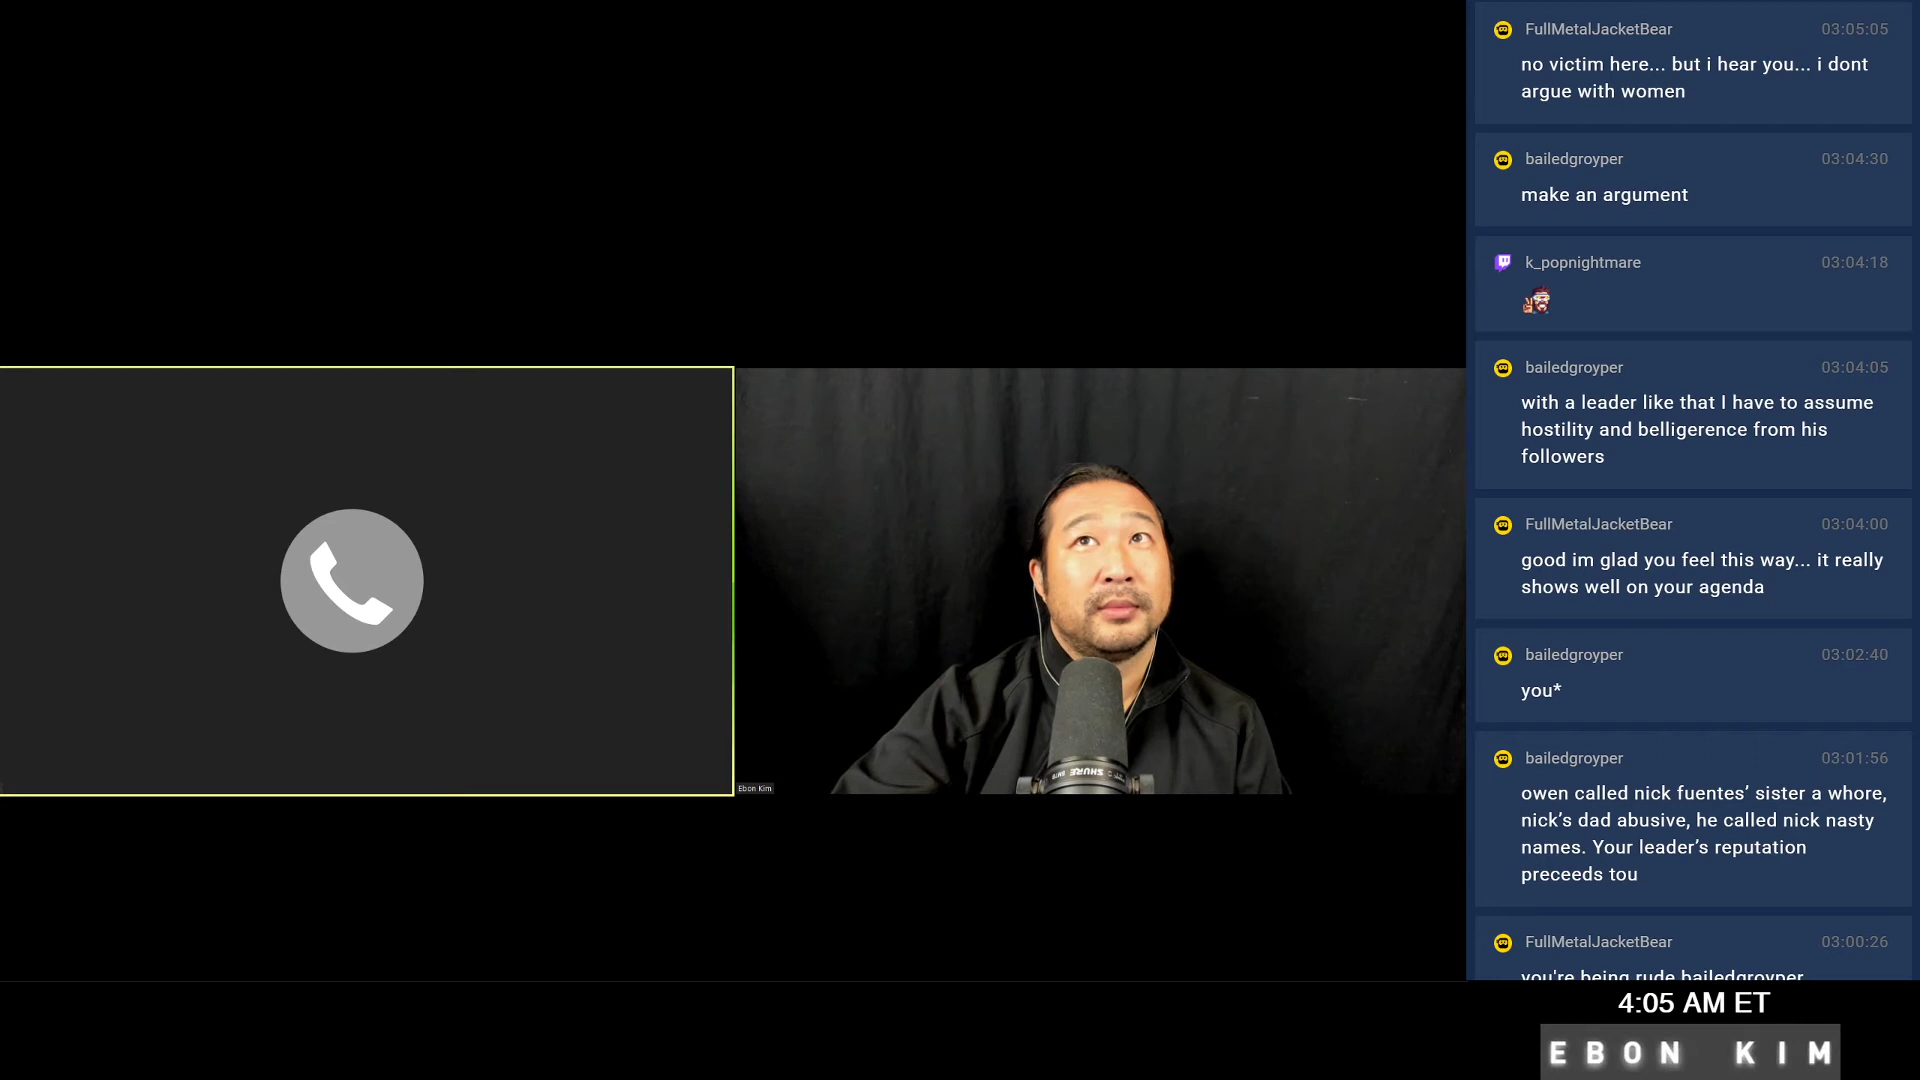 FullMetalJacketBear 03:05:05
no victim here... but i hear you... i dont
argue with women
bailedgroyper 03:04:30
make an argument
k_popnightmare 03:04:18
bailedgroyper 03:04:05
with a leader like that I have to assume
hostility and belligerence from his
followers
FullMetalJacketBear 03:04:00
good im glad you feel this way... it really
shows well on your agenda
bailedgroyper 03:02:40
you*
bailedgroyper 03:01:56
owen called nick fuentes’ sister a whore,
nick’s dad abusive, he called nick nasty
names. Your leader’s reputation
preceeds tou
FullMetalJacketBear 03:00:26
you're being rude bailedgroyper
Ebon Kim
SHURE SM7B
4:05 AM ET
EBON KIM